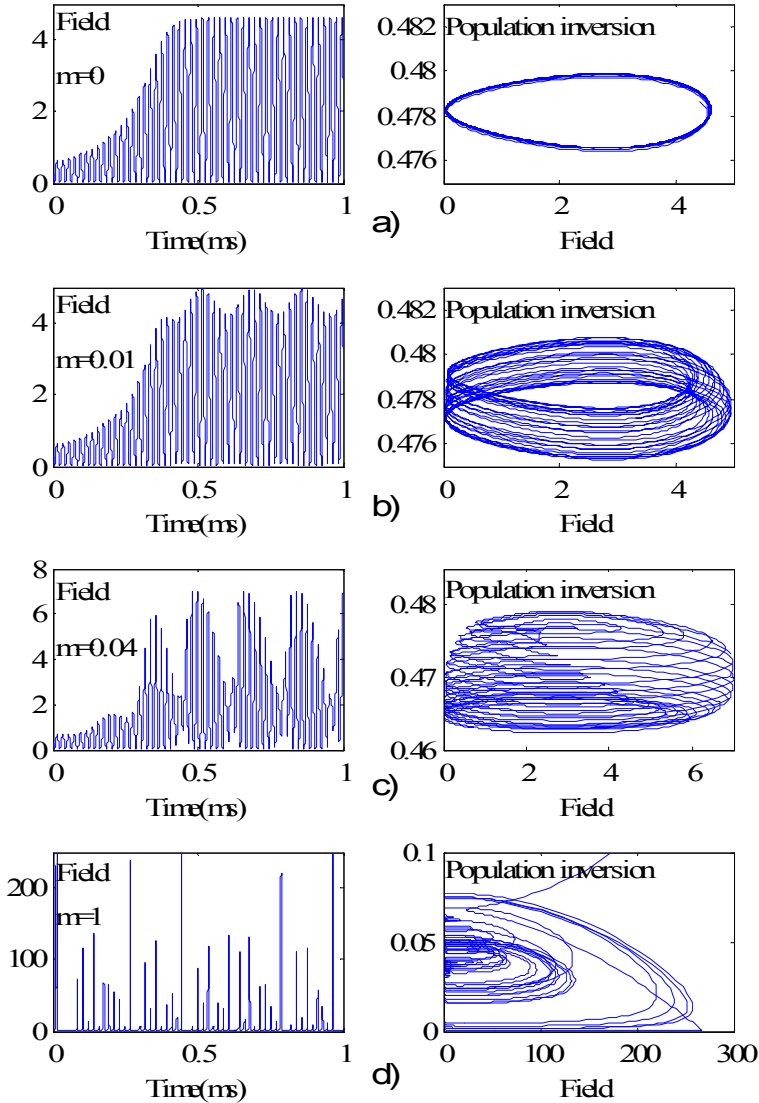 Field
m=0
4
2
0
0
0.5
1
Time(ms)
Population inversion
0.482
0.48
0.478
0.476
0
2
4
Field
a)
Field
m=0.01
4
2
0
0
0.5
1
Time(ms)
Population inversion
0.482
0.48
0.478
0.476
0
2
4
Field
b)
Field
m=0.04
8
6
4
2
0
0
0.5
1
Time(ms)
Population inversion
0.48
0.47
0.46
0
2
4
6
Field
c)
Field
m=1
200
100
0
0
0.5
1
Time(ms)
Population inversion
0.1
0.05
0
0
100
200
300
Field
d)